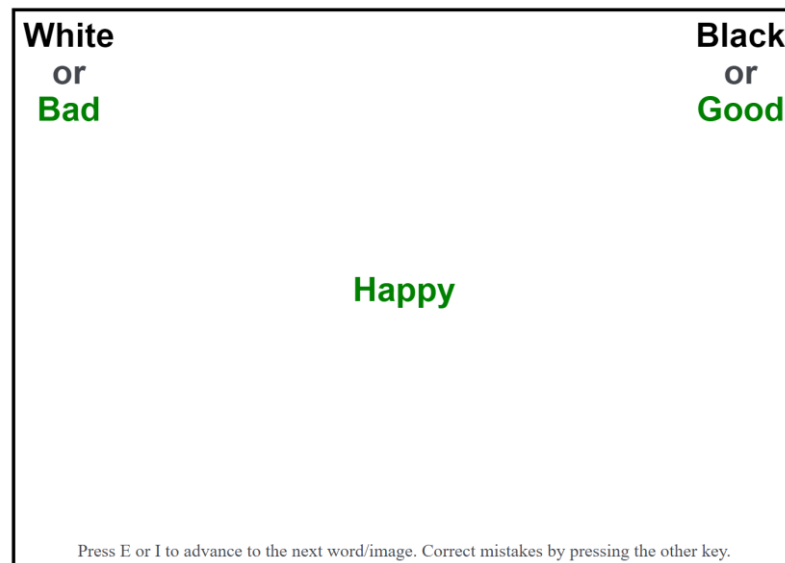 White
or
Bad
Black
or
Good
Happy
Press E or I to advance to the next word/image. Correct mistakes by pressing the other key.